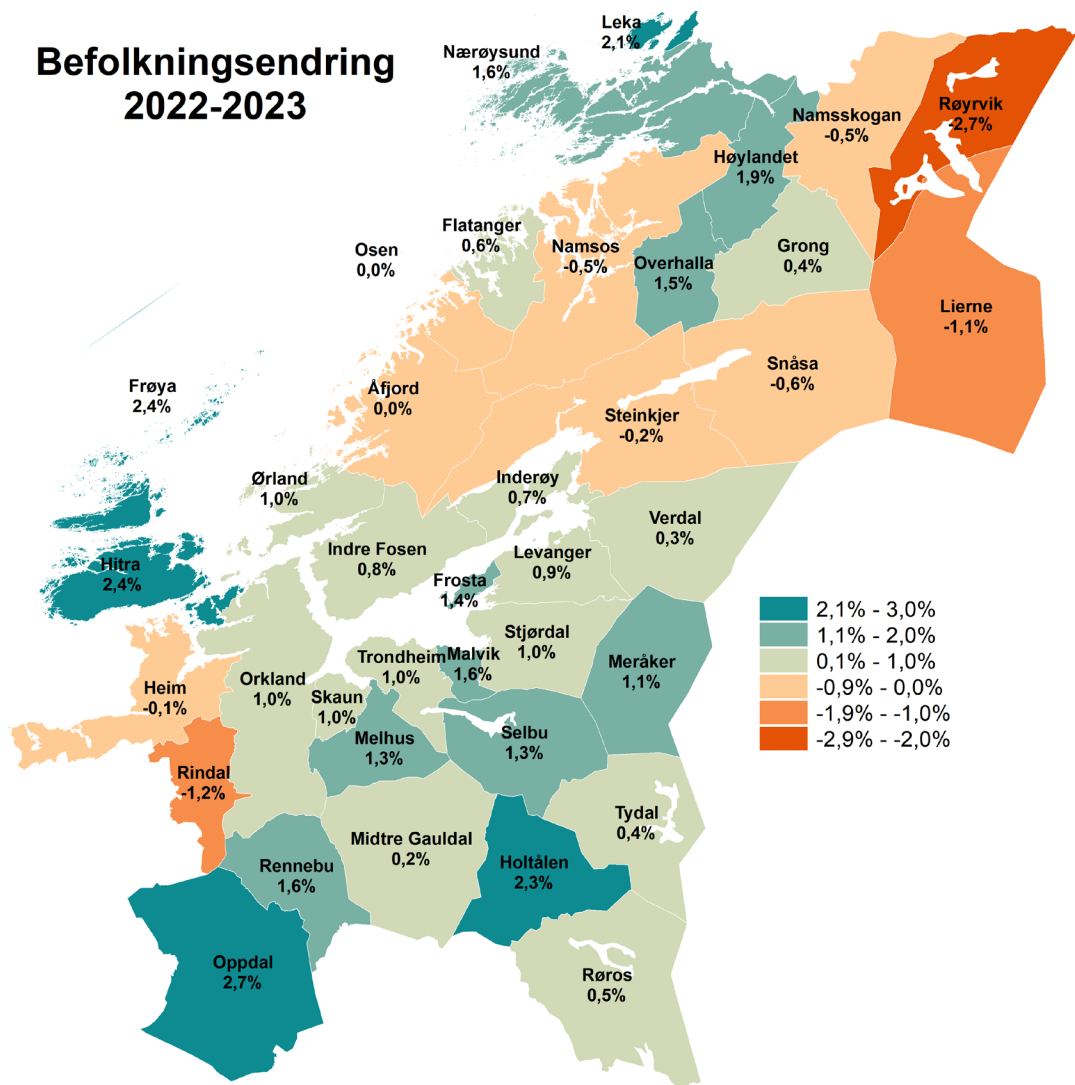 Befolkningsendring
2022-2023
Leka
2,1%
Nærøysund
1,6%
Namsskogan
-0,5%
Røyrvik
-2,7%
Høylandet
1,9%
Flatanger
0,6%
Osen
0,0%
Namsos
-0,5%
Overhalla
1,5%
Grong
0,4%
Lierne
-1,1%
Snåsa
-0,6%
Frøya
2,4%
Åfjord
0,0%
Steinkjer
-0,2%
Ørland
1,0%
Inderøy
0,7%
Verdal
0,3%
Indre Fosen
0,8%
Levanger
0,9%
Hitra
2,4%
Frosta
1,4%
Stjørdal
1,0%
Trondheim
1,0%
Malvik
1,6%
Meråker
1,1%
Heim
-0,1%
Orkland
1,0%
Skaun
1,0%
Melhus
1,3%
Selbu
1,3%
Rindal
-1,2%
Tydal
0,4%
Midtre Gauldal
0,2%
Rennebu
1,6%
Holtålen
2,3%
Oppdal
2,7%
Røros
0,5%
2,1% - 3,0%
1,1% - 2,0%
0,1% - 1,0%
-0,9% - 0,0%
-1,9% - -1,0%
-2,9% - -2,0%